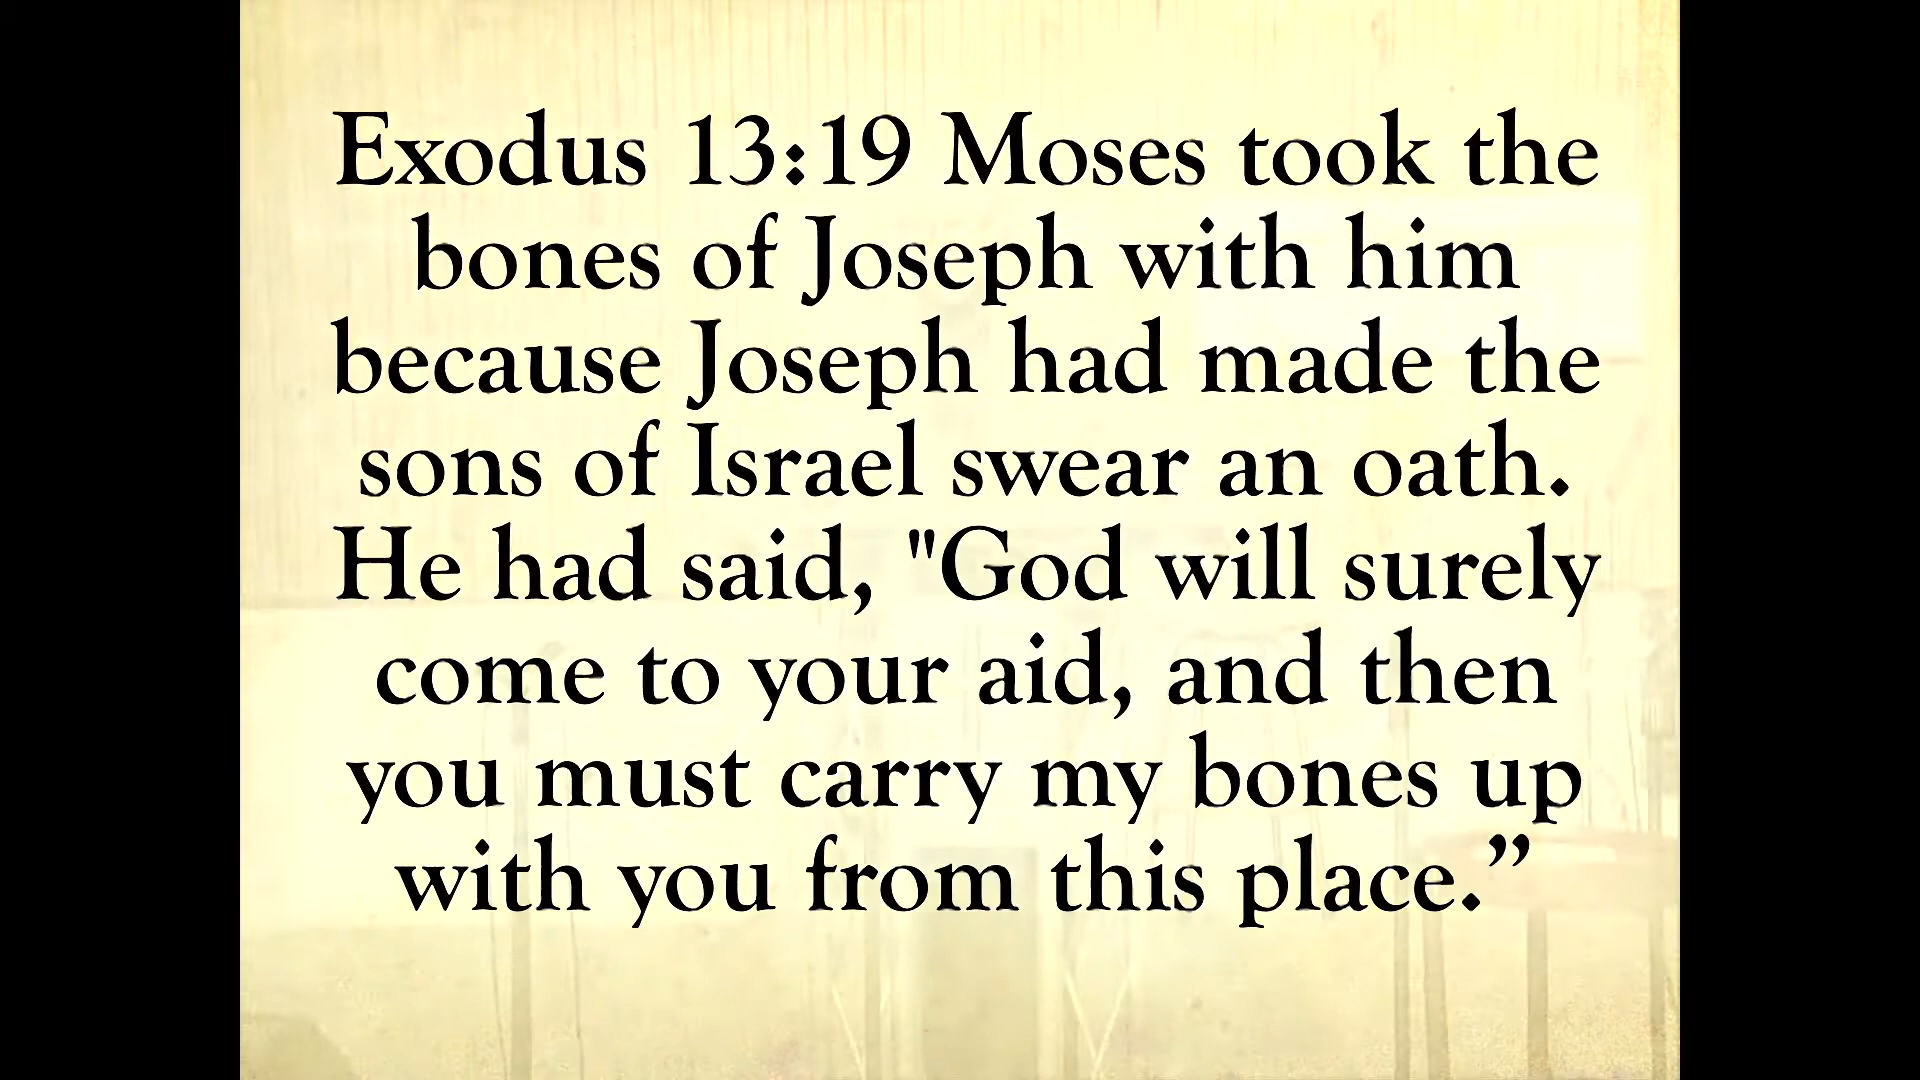 Exodus 13:19 Moses took the
bones of Joseph with him
because Joseph had made the
sons of Israel swear an oath.
He had said, "God will surely
come to your aid, and then
you must carry my bones up
with you from this place.”